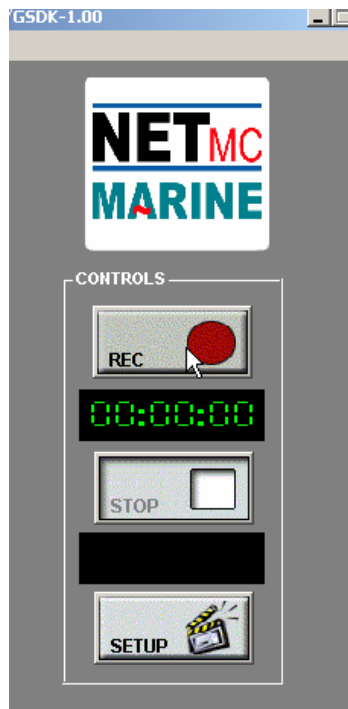 GSDK-1.00
NETMC
MARINE
CONTROLS
REC
00:00:00
STOP
SETUP